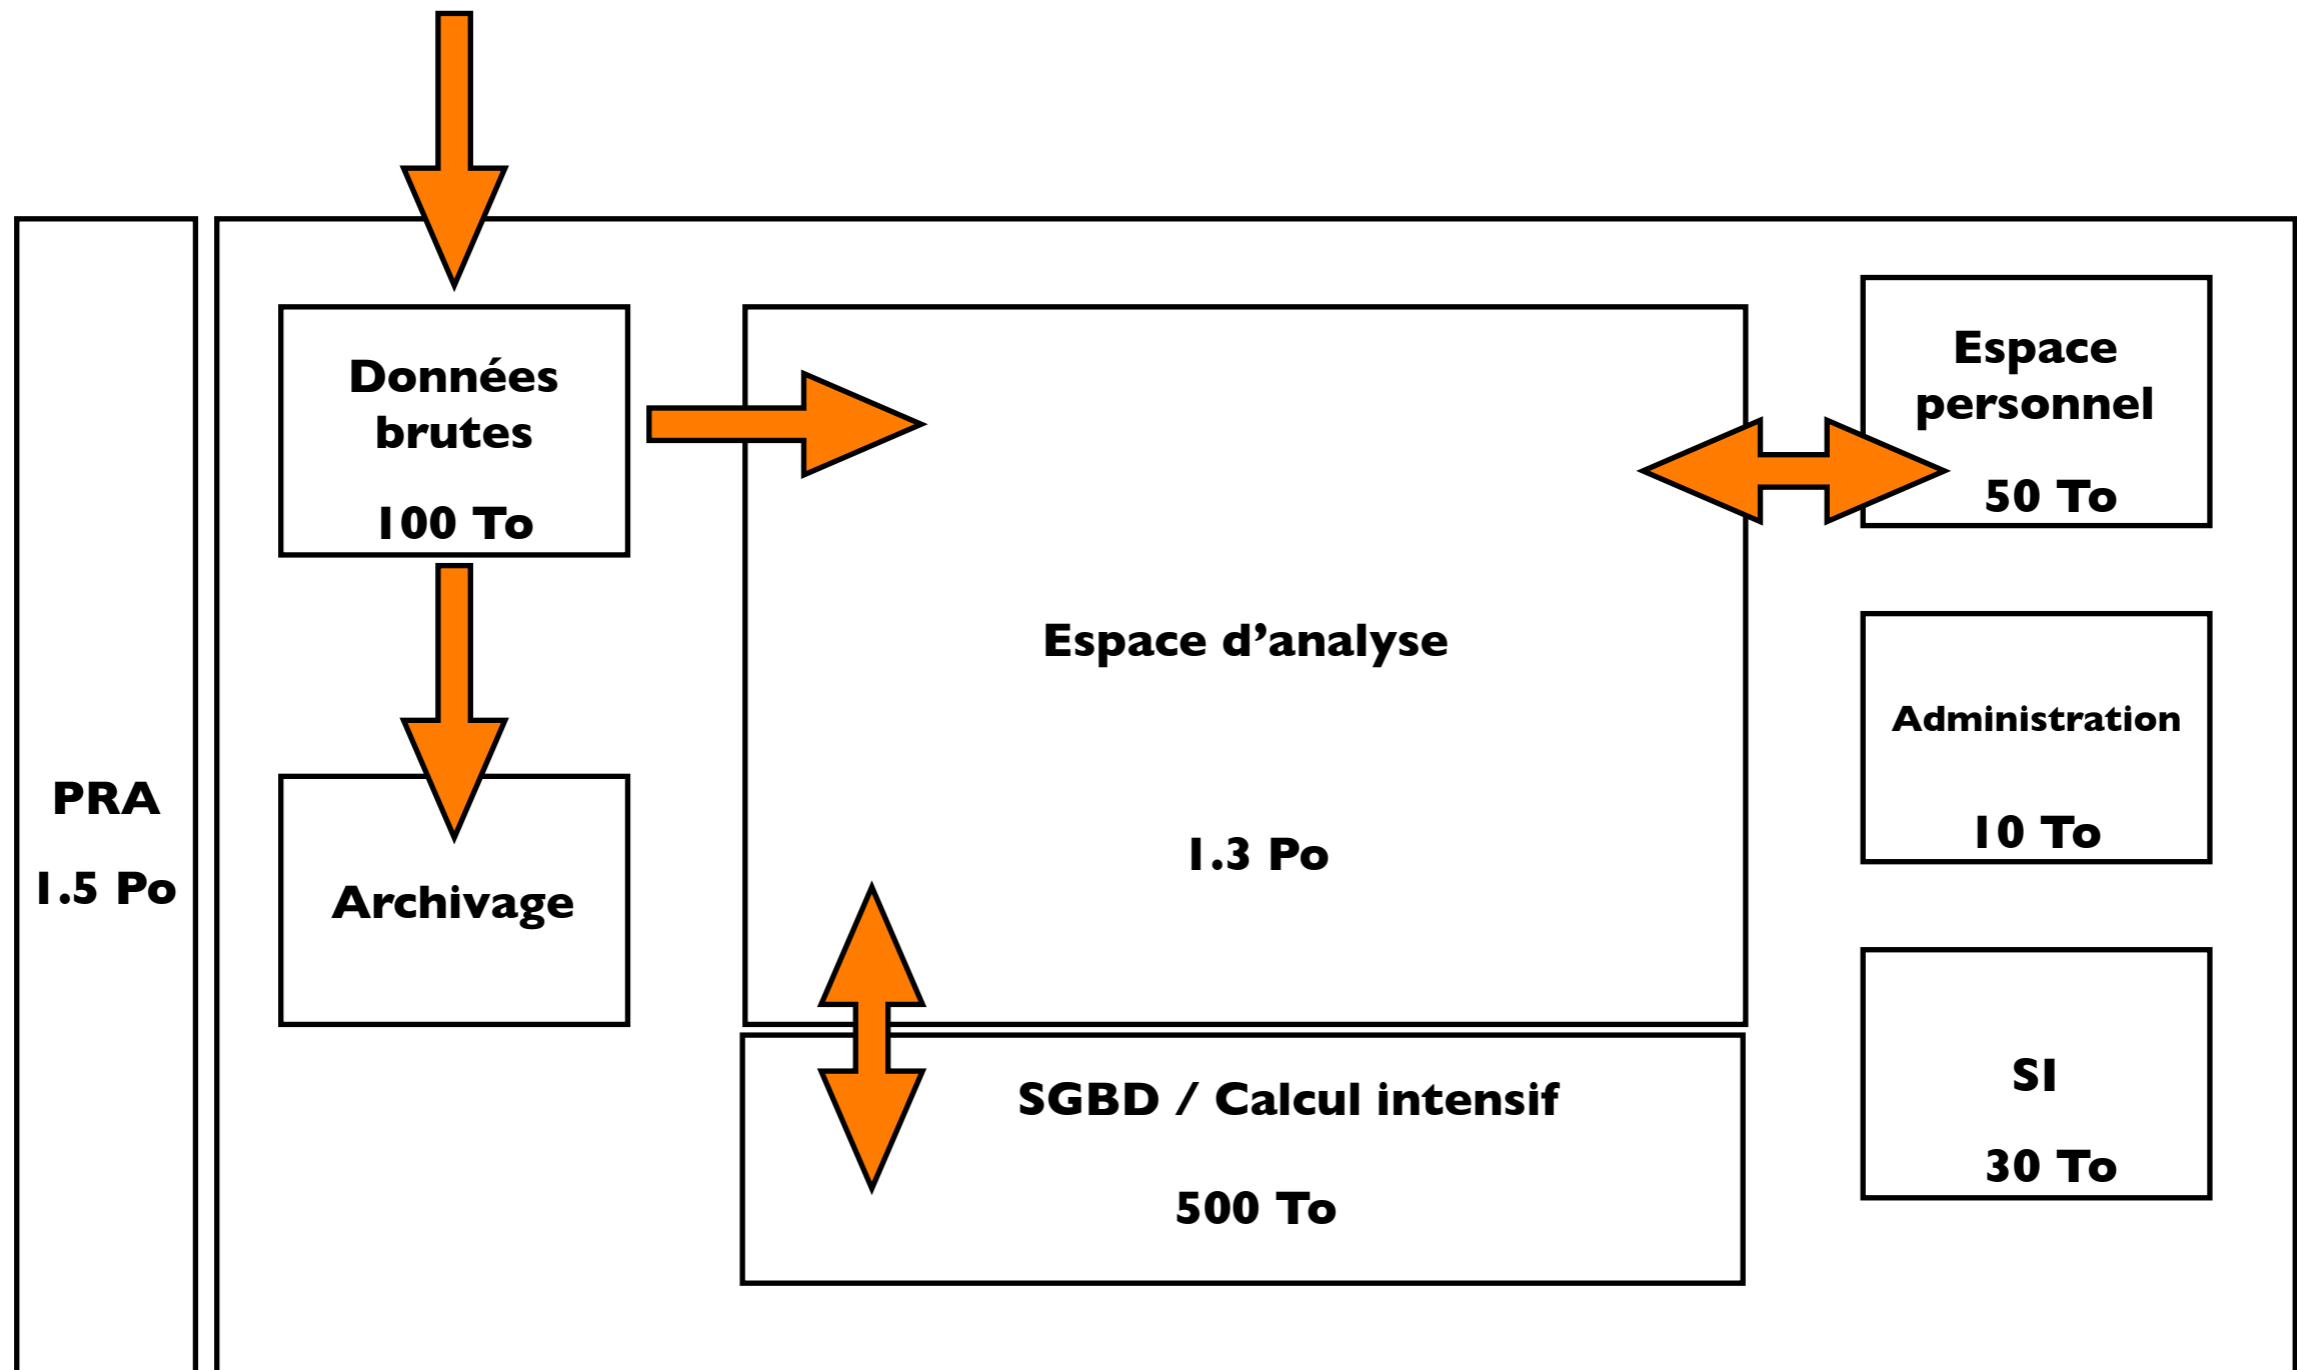 PRA
1.5 Po
Données
brutes
100 To
Archivage
Espace d’analyse
1.3 Po
SGBD / Calcul intensif
500 To
Espace
personnel
50 To
Administration
10 To
SI
30 To